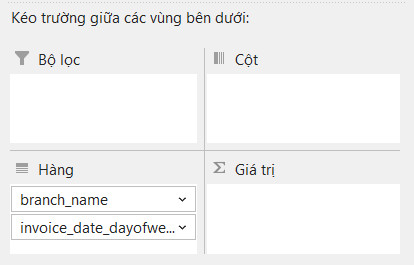 Kéo trường giữa các vùng bên dưới:
Bộ lọc
Cột
Hàng
branch_name
invoice_date_dayofwe...
Giá trị